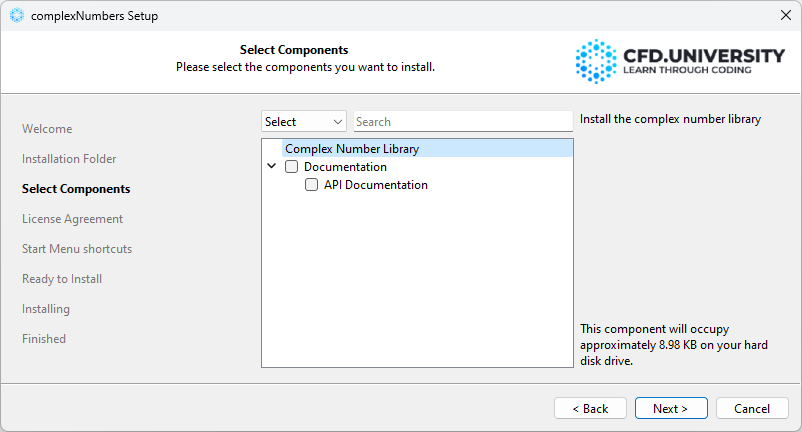 complexNumbers Setup
Select Components
Please select the components you want to install.
CFD.UNIVERSITY
LEARN THROUGH CODING
Welcome
Installation Folder
Select Components
License Agreement
Start Menu shortcuts
Ready to Install
Installing
Finished
Select
Search
Complex Number Library
Documentation
API Documentation
Install the complex number library
This component will occupy
approximately 8.98 KB on your hard
disk drive.
< Back
Next >
Cancel